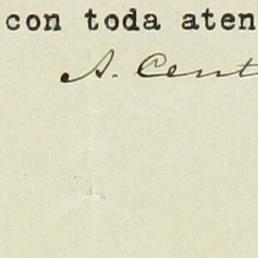 con toda aten
A. Cent